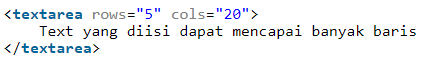 <textarea rows="5" cols="20">
Text yang diisi dapat mencapai banyak baris
</textarea>